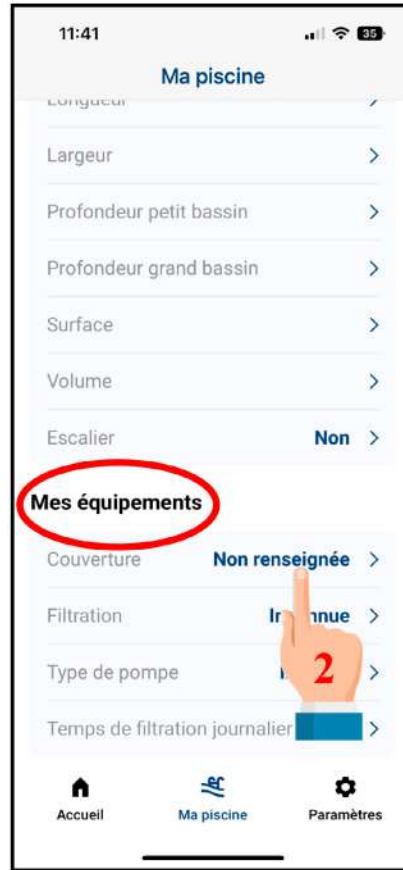 11:41 35
Ma piscine
Longueur
Largeur
Profondeur petit bassin
Profondeur grand bassin
Surface
Volume
Escalier Non
Mes équipements
Couverture Non renseignée
Filtration
Type de pompe
2
Temps de filtration journalier
Accueil Ma piscine Paramètres